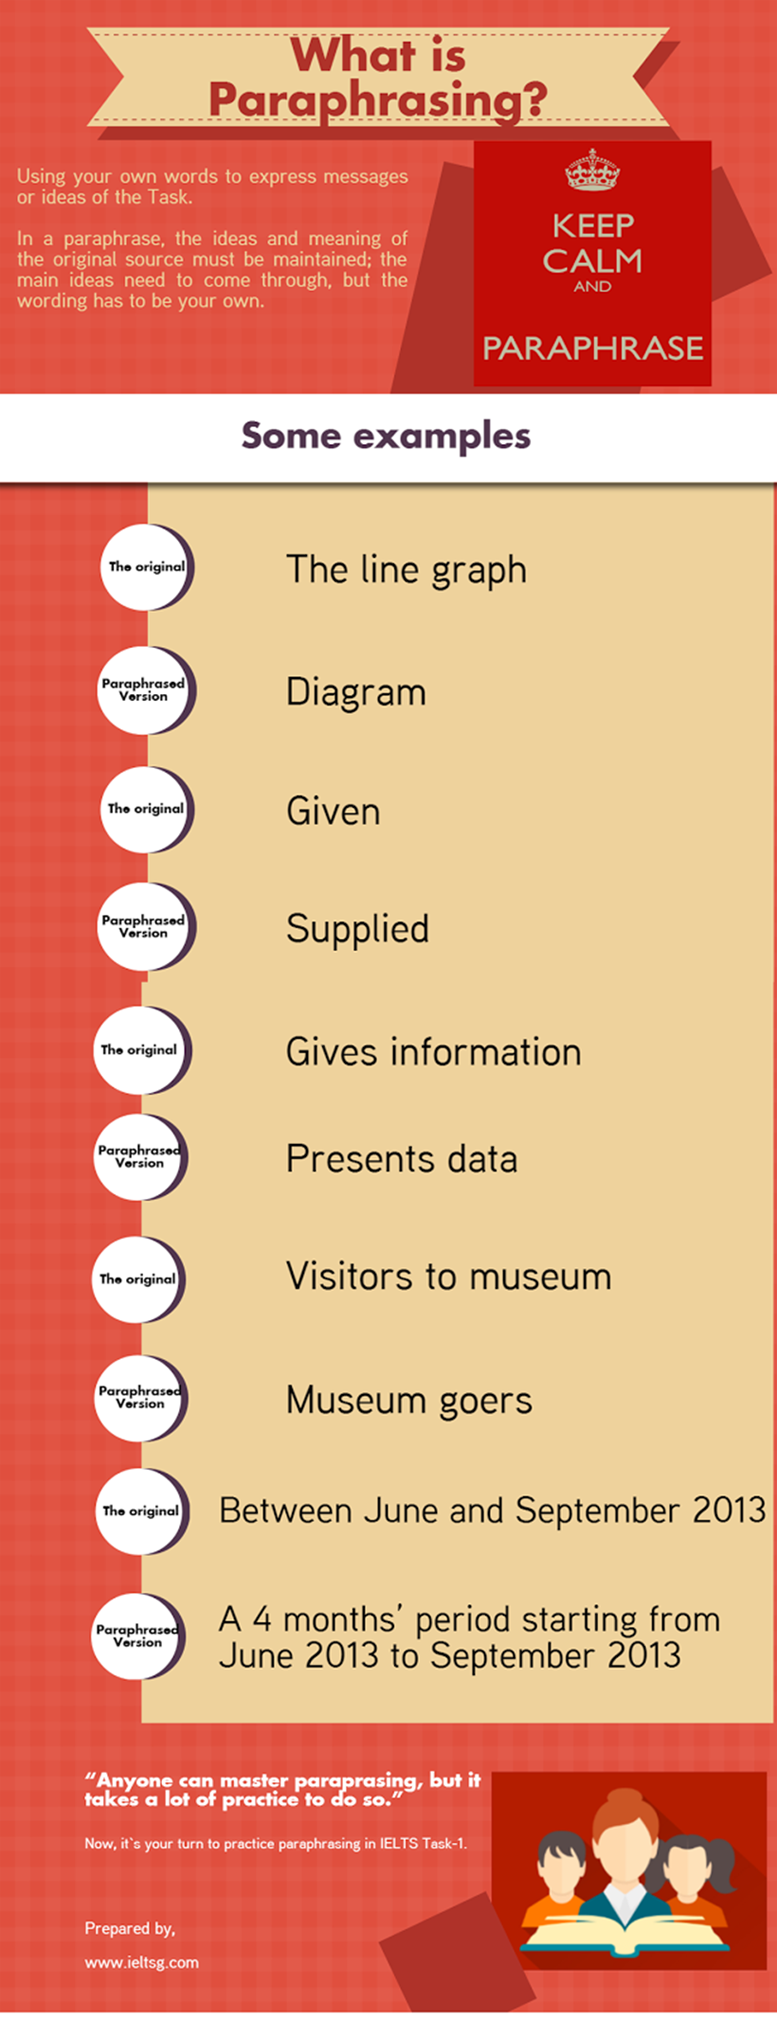 What is
Paraphrasing?
Using your own words to express messages
or ideas of the Task.
In a paraphrase, the ideas and meaning of
the original source must be maintained; the
main ideas need to come through, but the
wording has to be your own.
KEEP
CALM
AND
PARAPHRASE
Some examples
The original
The line graph
Paraphrased
Version
Diagram
The original
Given
Paraphrased
Version
Supplied
The original
Gives information
Paraphrased
Version
Presents data
The original
Visitors to museum
Paraphrased
Version
Museum goers
The original
Between June and September 2013
Paraphrased
Version
A 4 months’ period starting from
June 2013 to September 2013
“Anyone can master paraprasing, but it
takes a lot of practice to do so.”
Now, it`s your turn to practice paraphrasing in IELTS Task-1.
Prepared by,
www.ieltsg.com